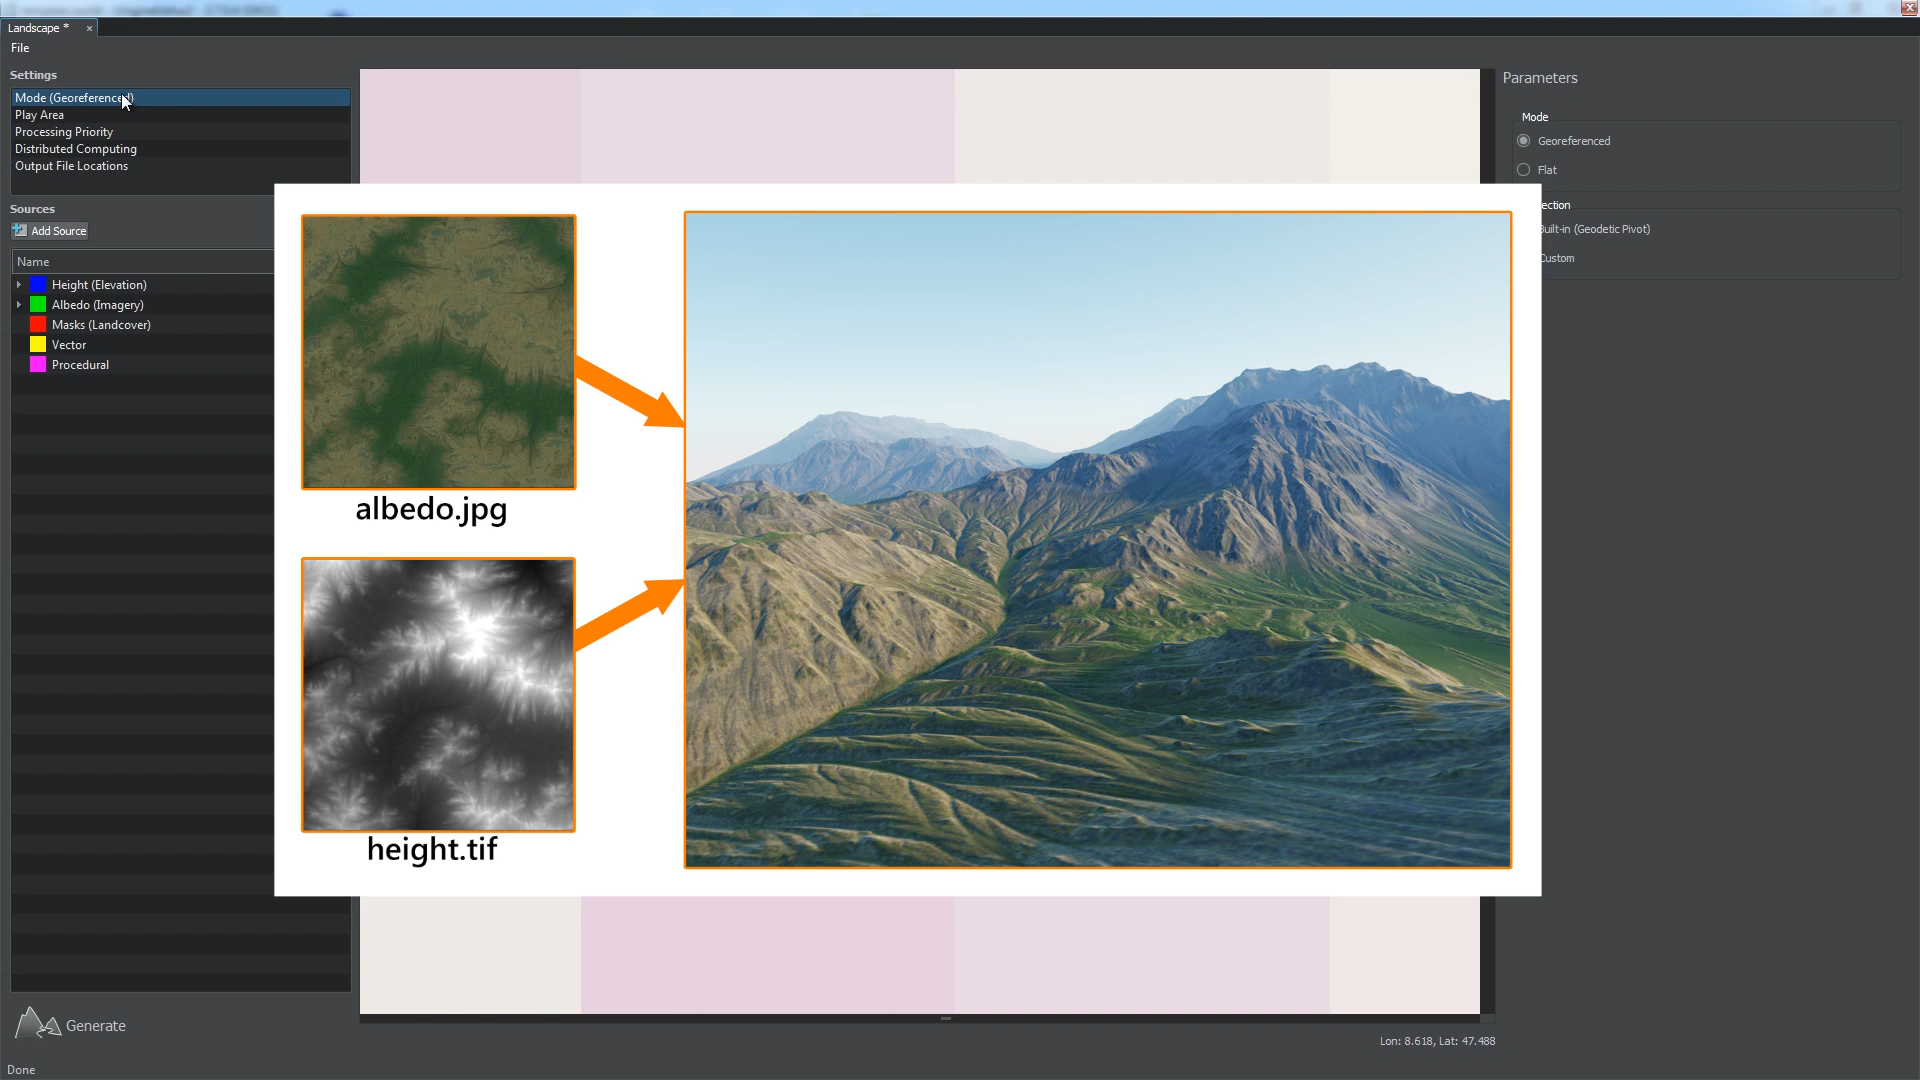 Landscape *
File
Settings
Mode (Georeferenced)
Play Area
Processing Priority
Distributed Computing
Output File Locations
Sources
Add Source
Name
Height (Elevation)
Albedo (Imagery)
Masks (Landcover)
Vector
Procedural
Generate
Done
albedo.jpg
height.tif
Parameters
Mode
Georeferenced
Flat
ection
Built-in (Geodetic Pivot)
Custom
Lon: 8.618, Lat: 47.488